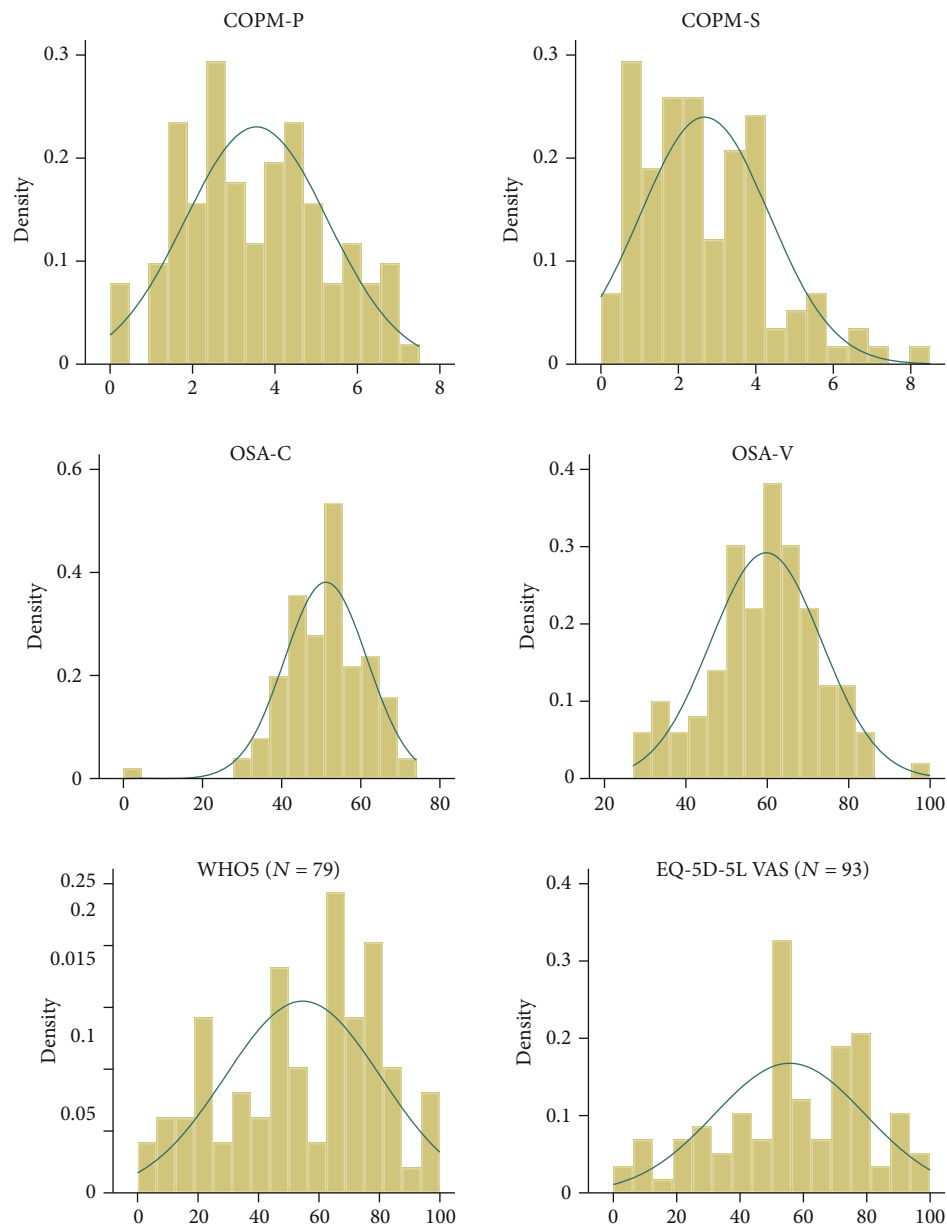 COPM-P
0.3
0.2
0.1
0
Density
0 2 4 6 8
COPM-S
0.3
0.2
0.1
0
Density
0 2 4 6 8
OSA-C
0.6
0.4
0.2
0
Density
0 20 40 60 80
OSA-V
0.4
0.3
0.2
0.1
0
Density
20 40 60 80 100
WHO5 (N = 79)
0.25
0.2
0.015
0.1
0.05
0
Density
0 20 40 60 80 100
EQ-5D-5L VAS (N = 93)
0.4
0.3
0.2
0.1
0
Density
0 20 40 60 80 100